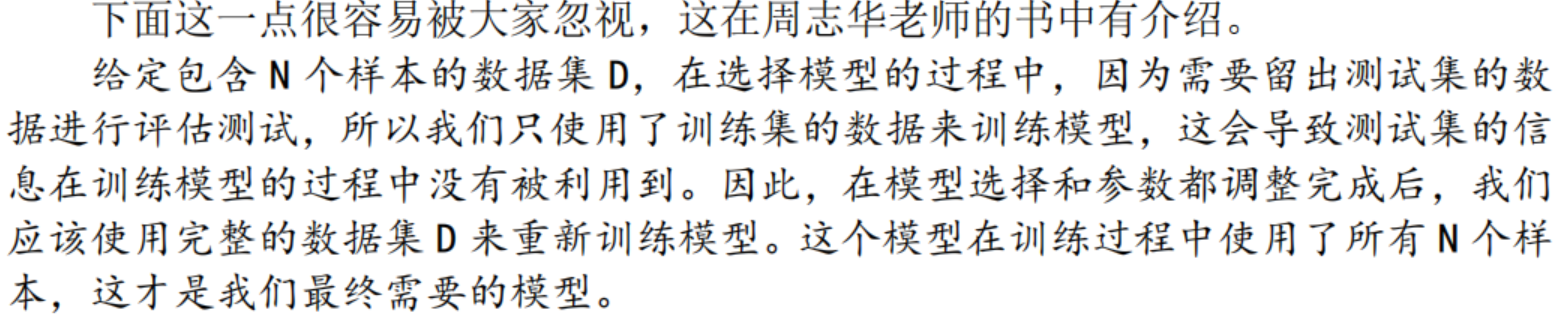 下面这一点很容易被大家忽视，这在周志华老师的书中有介绍。
给定包含 N 个样本的数据集 D，在选择模型的过程中，因为需要留出测试集的数
据进行评估测试，所以我们只使用了训练集的数据来训练模型，这会导致测试集的信
息在训练模型的过程中没有被利用到。因此，在模型选择和参数都调整完成后，我们
应该使用完整的数据集 D 来重新训练模型。这个模型在训练过程中使用了所有 N 个样
本，这才是我们最终需要的模型。